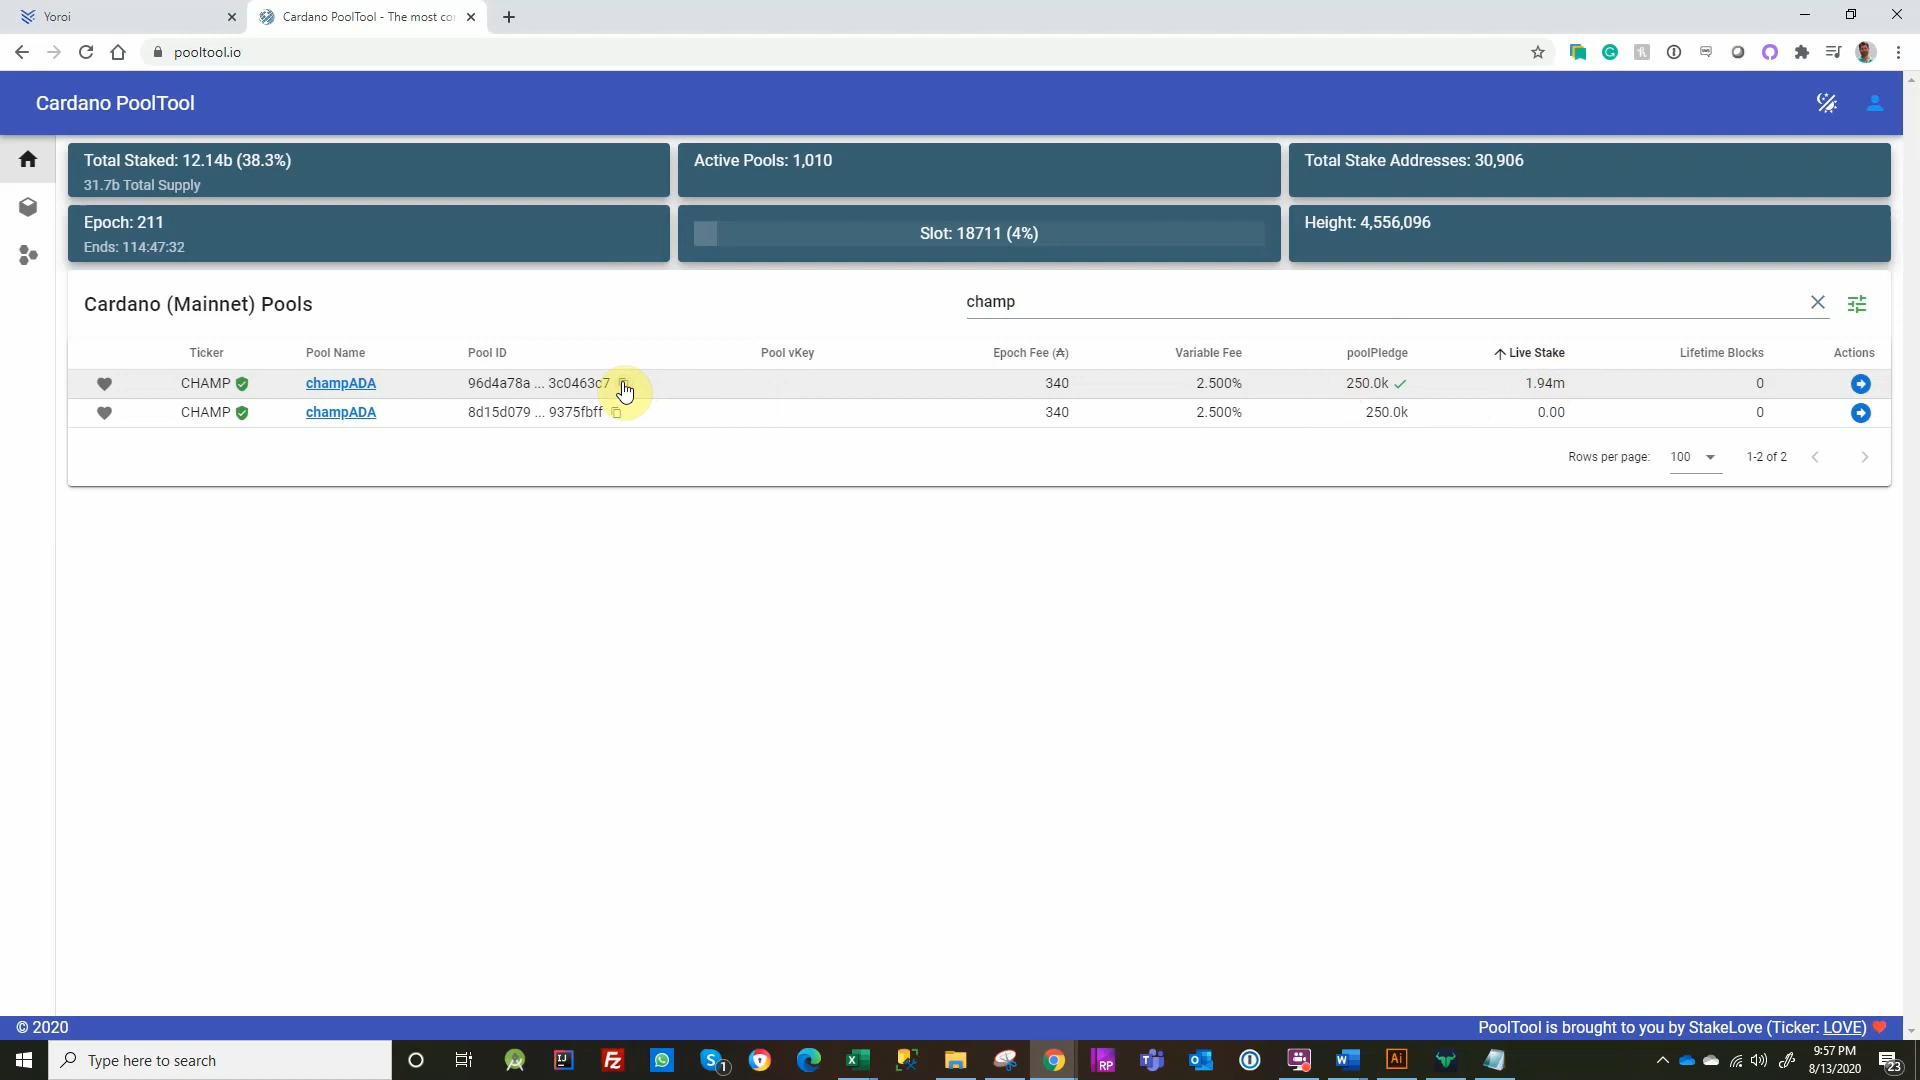 Yoroi
Cardano PoolTool - The most co
pooltool.io
Cardano PoolTool
Total Staked: 12.14b (38.3%)
31.7b Total Supply
Active Pools: 1,010
Total Stake Addresses: 30,906
Epoch: 211
Ends: 114:47:32
Slot: 18711 (4%)
Height: 4,556,096
Cardano (Mainnet) Pools
champ
Ticker Pool Name Pool ID Pool vKey Epoch Fee (₳) Variable Fee poolPledge Live Stake Lifetime Blocks Actions
CHAMP champADA 96d4a78a ... 3c0463c7 340 2.500% 250.0k 1.94m 0
CHAMP champADA 8d15d079 ... 9375fbff 340 2.500% 250.0k 0.00 0
Rows per page: 100 1-2 of 2
© 2020
PoolTool is brought to you by StakeLove (Ticker: LOVE)
Type here to search
9:57 PM
8/13/2020
23